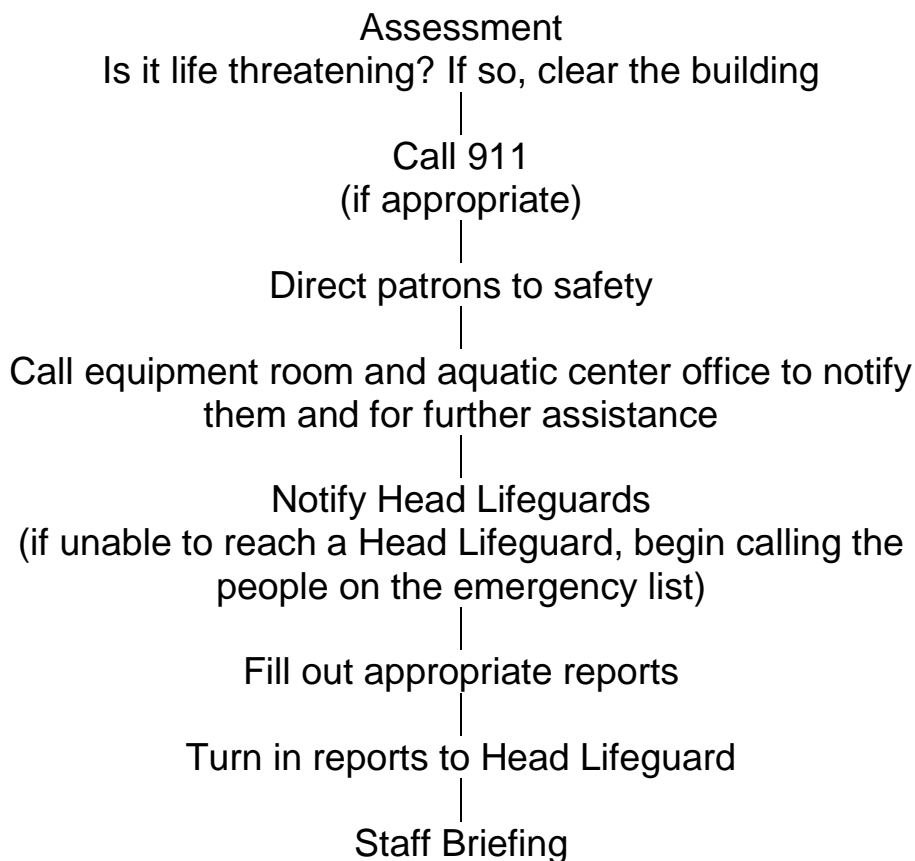 Assessment
Is it life threatening? If so, clear the building
Call 911
(if appropriate)
Direct patrons to safety
Call equipment room and aquatic center office to notify
them and for further assistance
Notify Head Lifeguards
(if unable to reach a Head Lifeguard, begin calling the
people on the emergency list)
Fill out appropriate reports
Turn in reports to Head Lifeguard
Staff Briefing